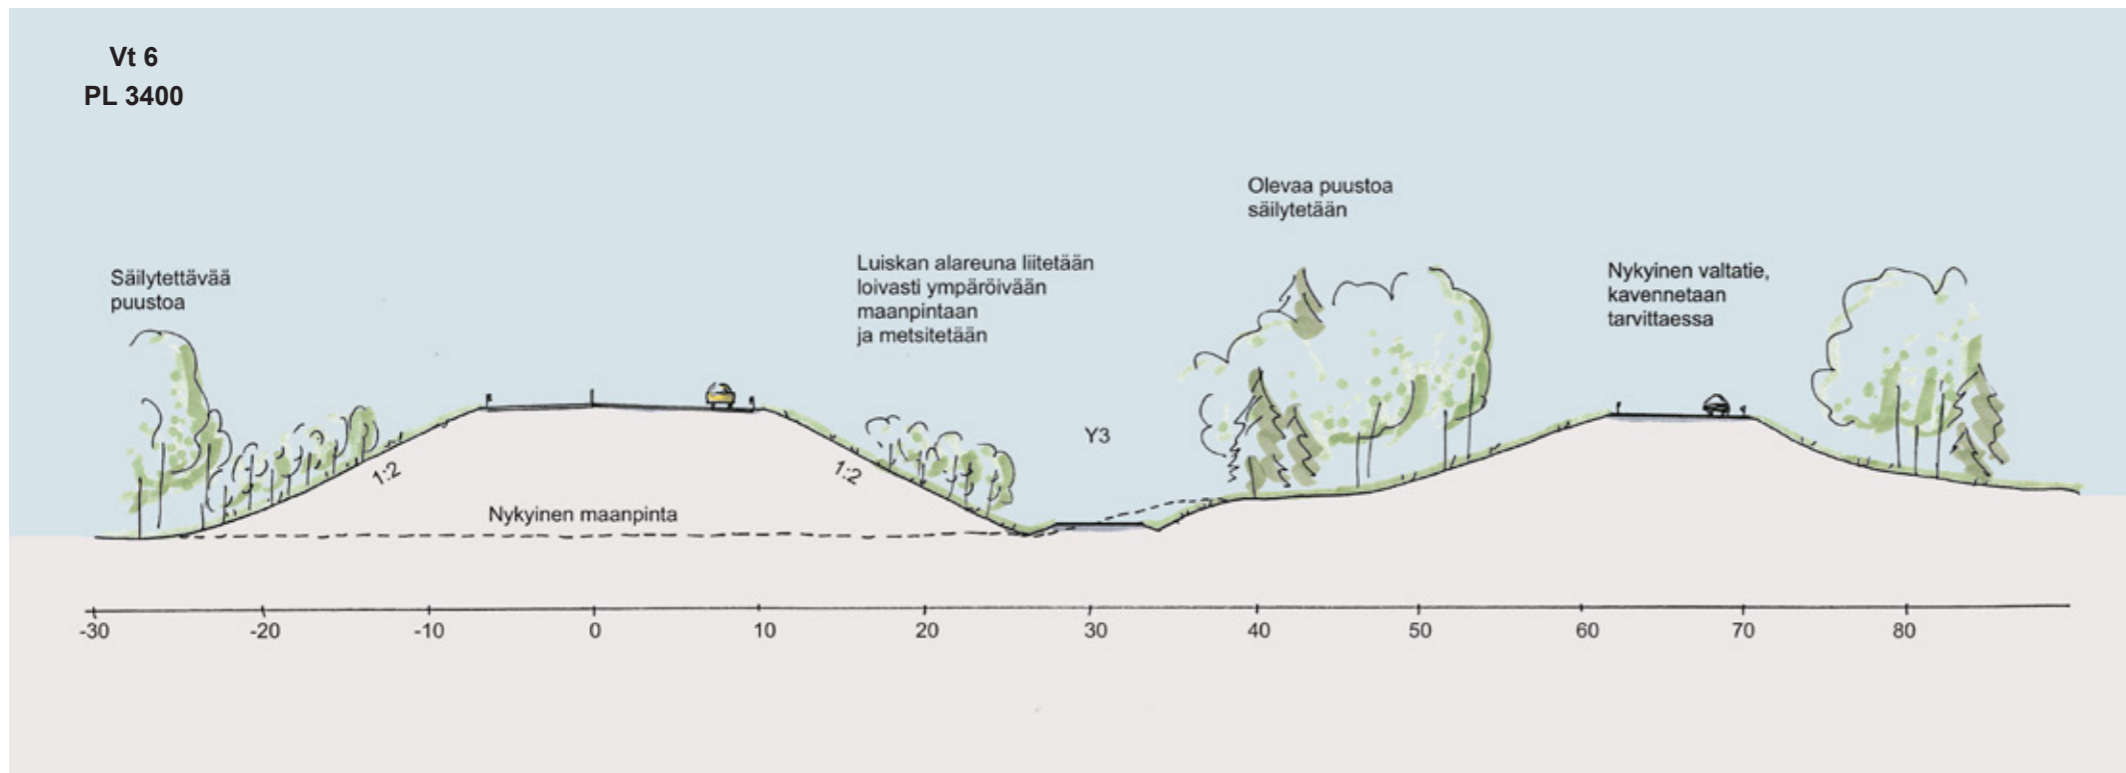 Vt 6
PL 3400
Olevaa puustoa
säilytetään
Säilytettävää
puustoa
Luiskan alareuna liitetään
loivasti ympäröivään
maanpintaan
ja metsitetään
Nykyinen valtatie,
kavennetaan
tarvittaessa
Y3
1:2
1:2
Nykyinen maanpinta
-30 -20 -10 0 10 20 30 40 50 60 70 80